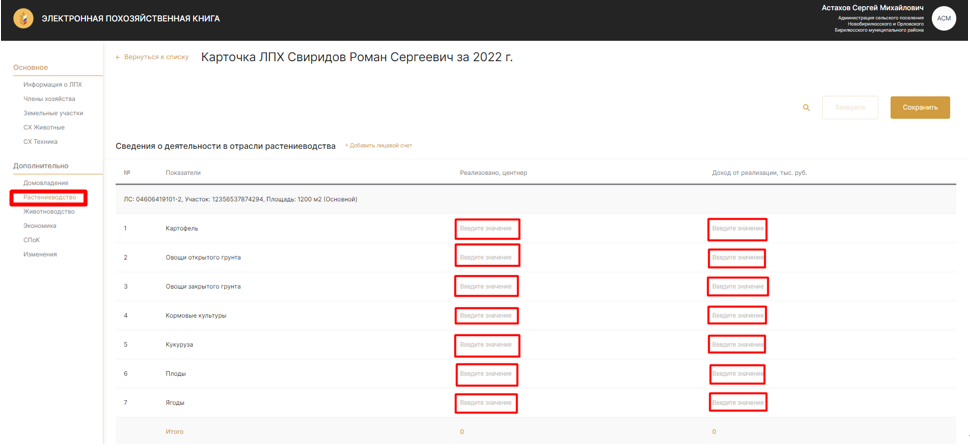 ЭЛЕКТРОННАЯ ПОХОЗЯЙСТВЕННАЯ КНИГА
Астахов Сергей Михайлович
Администрация сельского поселения
Новобирилюсского и Орловского
Бирилюсского муниципального района
АСМ
Основное
Информация о ЛПХ
Члены хозяйства
Земельные участки
СХ Животные
СХ Техника
Дополнительно
Домовладение
Растениеводство
Животноводство
Экономика
СПоК
Изменения
← Вернуться к списку Карточка ЛПХ Свиридов Роман Сергеевич за 2022 г.
Заверить Сохранить
Сведения о деятельности в отрасли растениеводства + Добавить лицевой счет
№ Показатели Реализовано, центнер Доход от реализации, тыс. руб.
ЛС: 04606419101-2, Участок: 12356537874294, Площадь: 1200 м2 (Основной)
1 Картофель Введите значение Введите значение
2 Овощи открытого грунта Введите значение Введите значение
3 Овощи закрытого грунта Введите значение Введите значение
4 Кормовые культуры Введите значение Введите значение
5 Кукуруза Введите значение Введите значение
6 Плоды Введите значение Введите значение
7 Ягоды Введите значение Введите значение
Итого 0 0